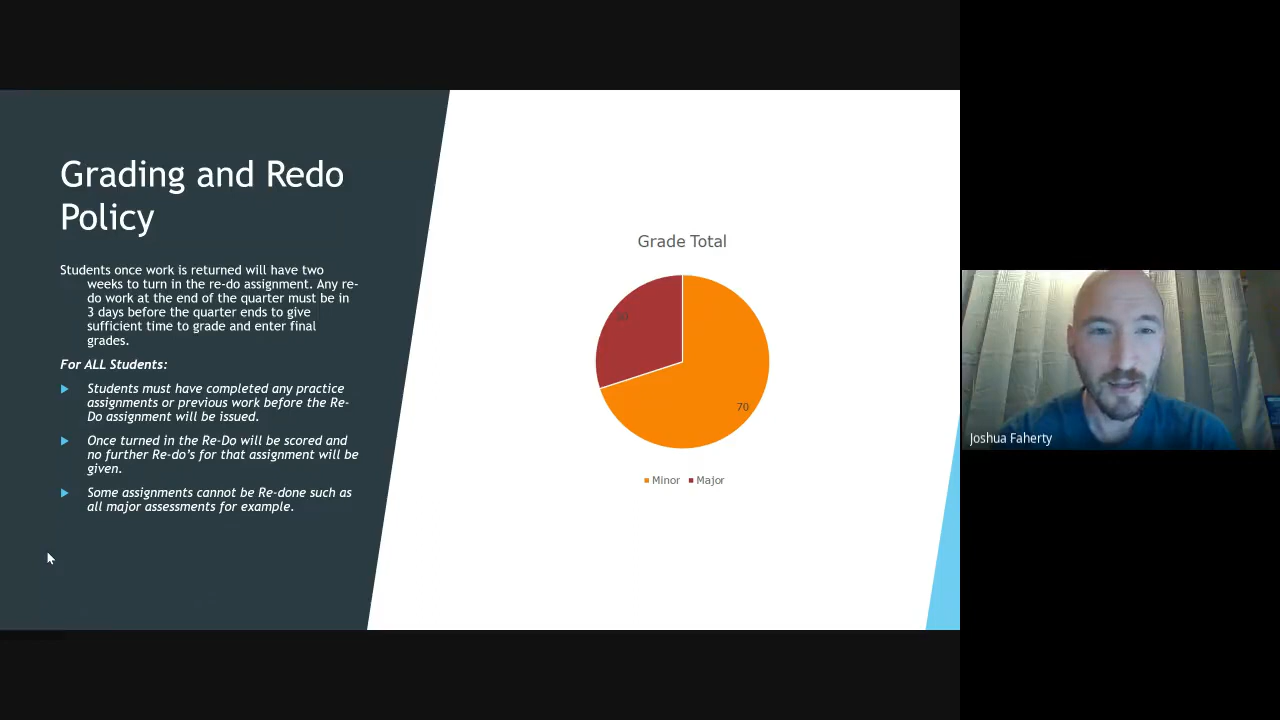 Grading and Redo
Policy
Students once work is returned will have two
weeks to turn in the re-do assignment. Any re-
do work at the end of the quarter must be in
3 days before the quarter ends to give
sufficient time to grade and enter final
grades.
For ALL Students:
Students must have completed any practice
assignments or previous work before the Re-
Do assignment will be issued.
Once turned in the Re-Do will be scored and
no further Re-do's for that assignment will be
given.
Some assignments cannot be Re-done such as
all major assessments for example.
Grade Total
30
70
Minor Major
Joshua Faherty